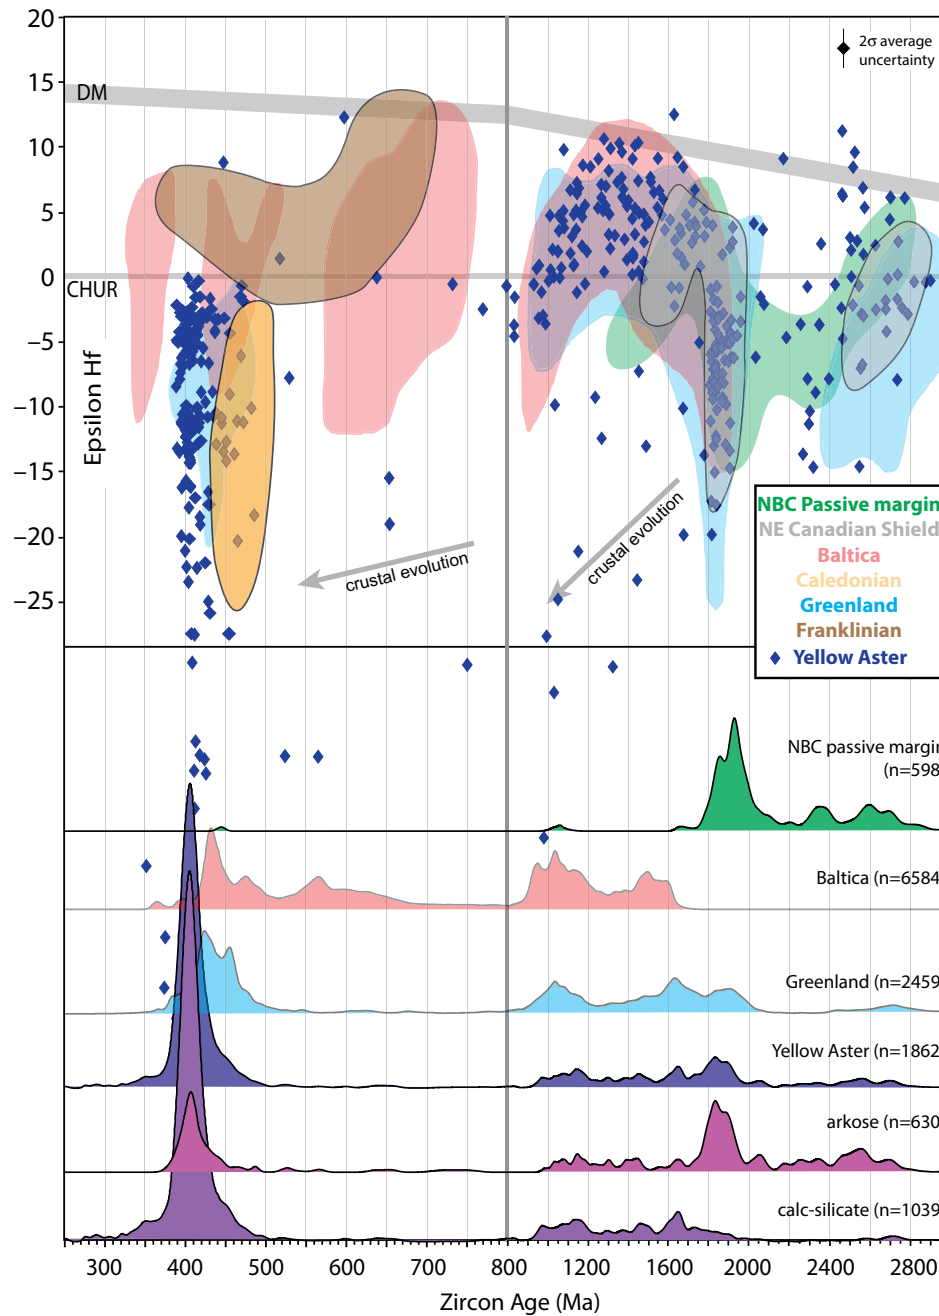 20
15
10
5
0
−5
−10
−15
−20
−25
Epsilon Hf
DM
CHUR
2σ average
uncertainty
crustal evolution
crustal evolution
NBC Passive margin
NE Canadian Shield
Baltica
Caledonian
Greenland
Franklinian
Yellow Aster
NBC passive margin
(n=598
Baltica (n=6584
Greenland (n=2459
Yellow Aster (n=1862
arkose (n=630
calc-silicate (n=1039
300 400 500 600 700 800 1200 1600 2000 2400 2800
Zircon Age (Ma)